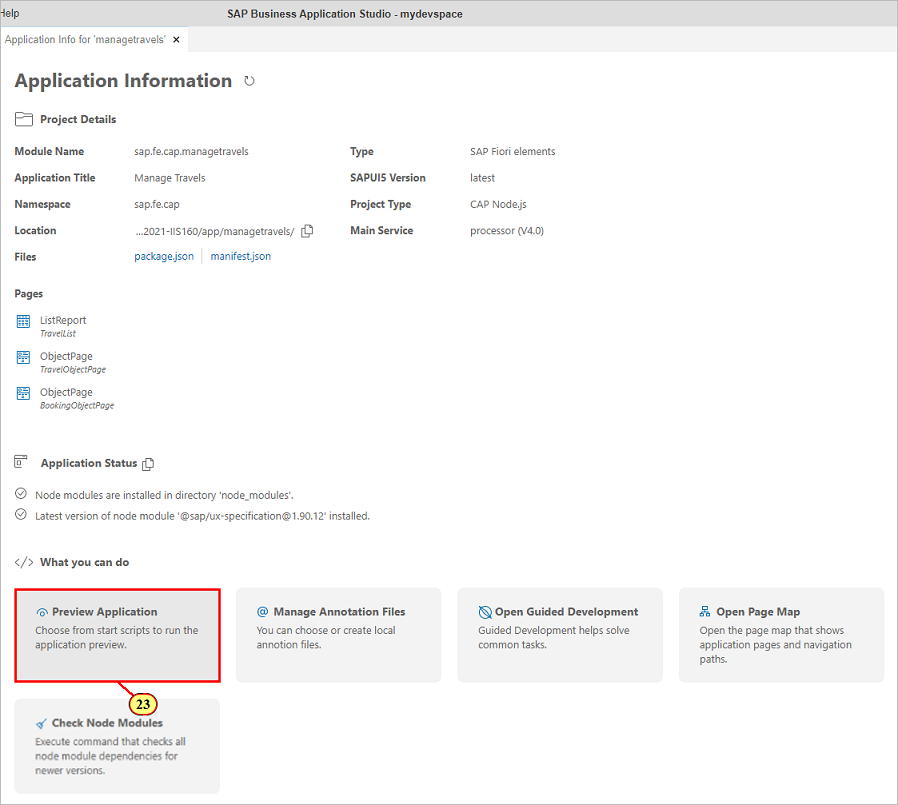 Help
SAP Business Application Studio - mydevspace
Application Info for 'managetravels' ×
Application Information
Project Details
Module Name sap.fe.cap.managetravels Type SAP Fiori elements
Application Title Manage Travels SAPUI5 Version latest
Namespace sap.fe.cap Project Type CAP Node.js
Location ...2021-IIS160/app/managetravels/ Main Service processor (V4.0)
Files package.json manifest.json
Pages
ListReport
TravelList
ObjectPage
TravelObjectPage
ObjectPage
BookingObjectPage
Application Status
Node modules are installed in directory 'node_modules'.
Latest version of node module '@sap/ux-specification@1.90.12' installed.
</> What you can do
Preview Application
Choose from start scripts to run the
application preview.
@ Manage Annotation Files
You can choose or create local
annotion files.
Open Guided Development
Guided Development helps solve
common tasks.
Open Page Map
Open the page map that shows
application pages and navigation
paths.
23
Check Node Modules
Execute command that checks all
node module dependencies for
newer versions.